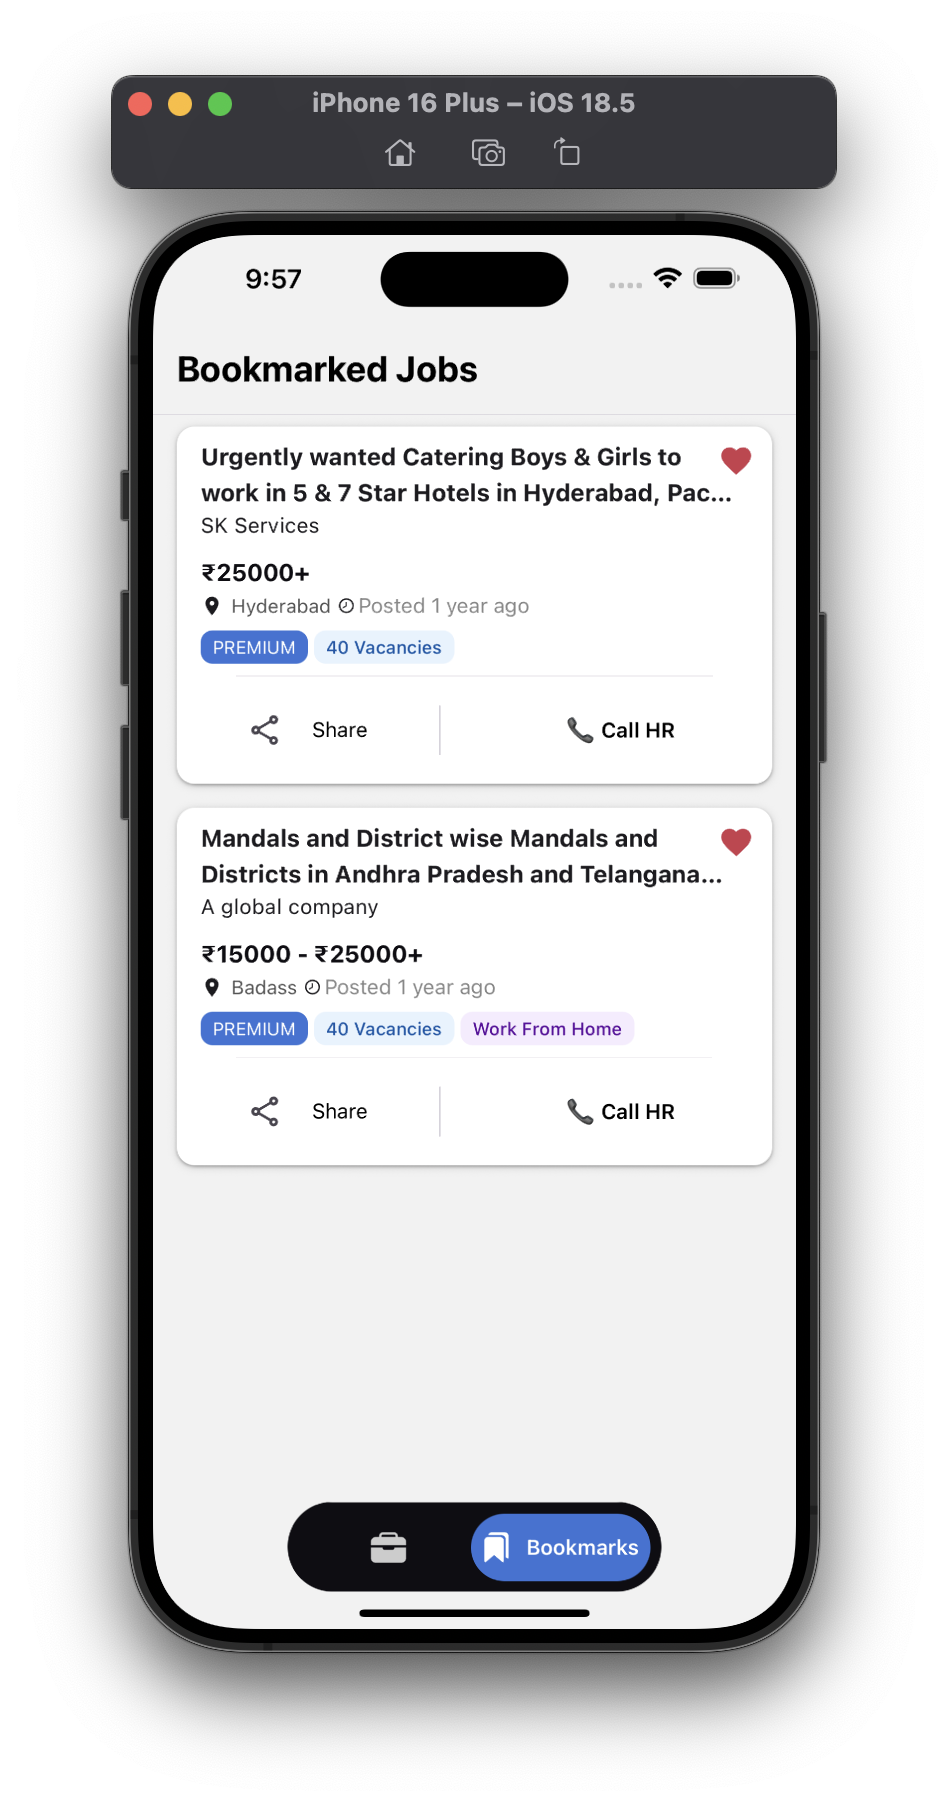 iPhone 16 Plus – iOS 18.5
9:57
Bookmarked Jobs
Urgently wanted Catering Boys & Girls to
work in 5 & 7 Star Hotels in Hyderabad, Pac...
SK Services
₹25000+
Hyderabad Posted 1 year ago
PREMIUM 40 Vacancies
Share Call HR
Mandals and District wise Mandals and
Districts in Andhra Pradesh and Telangana...
A global company
₹15000 - ₹25000+
Badass Posted 1 year ago
PREMIUM 40 Vacancies Work From Home
Share Call HR
Bookmarks